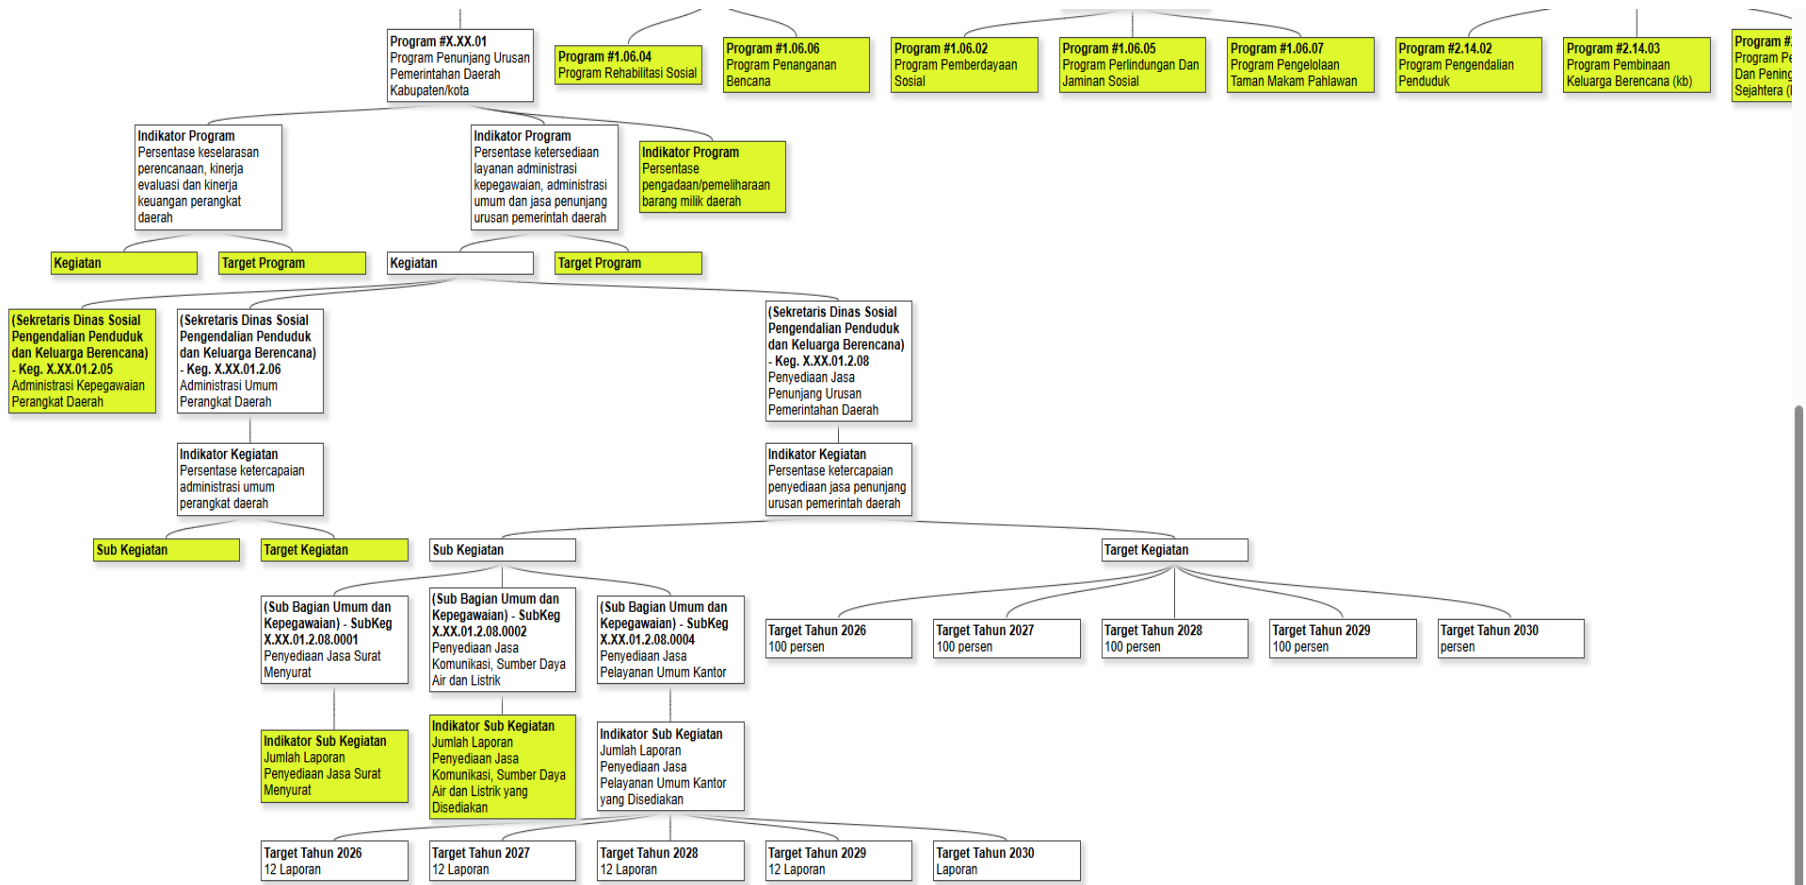 Program #X.XX.01
Program Penunjang Urusan
Pemerintahan Daerah
Kabupaten/kota
Program #1.06.04
Program Rehabilitasi Sosial
Program #1.06.06
Program Penanganan
Bencana
Program #1.06.02
Program Pemberdayaan
Sosial
Program #1.06.05
Program Perlindungan Dan
Jaminan Sosial
Program #1.06.07
Program Pengelolaan
Taman Makam Pahlawan
Program #2.14.02
Program Pengendalian
Penduduk
Program #2.14.03
Program Pembinaan
Keluarga Berencana (kb)
Program #
Program
Dan
Sejahtera
Indikator Program
Persentase keselarasan
perencanaan, kinerja
evaluasi dan kinerja
keuangan perangkat
daerah
Indikator Program
Persentase ketersediaan
layanan administrasi
kepegawaian, administrasi
umum dan jasa penunjang
urusan pemerintah daerah
Indikator Program
Persentase
pengadaan/pemeliharaan
barang milik daerah
Kegiatan
Target Program
Kegiatan
Target Program
(Sekretaris Dinas Sosial
Pengendalian Penduduk
dan Keluarga Berencana)
- Keg. X.XX.01.2.05
Administrasi Kepegawaian
Perangkat Daerah
(Sekretaris Dinas Sosial
Pengendalian Penduduk
dan Keluarga Berencana)
- Keg. X.XX.01.2.06
Administrasi Umum
Perangkat Daerah
(Sekretaris Dinas Sosial
Pengendalian Penduduk
dan Keluarga Berencana)
- Keg. X.XX.01.2.08
Penyediaan Jasa
Penunjang Urusan
Pemerintahan Daerah
Indikator Kegiatan
Persentase ketercapaian
administrasi umum
perangkat daerah
Indikator Kegiatan
Persentase ketercapaian
penyediaan jasa penunjang
urusan pemerintah daerah
Sub Kegiatan
Target Kegiatan
Sub Kegiatan
Target Kegiatan
(Sub Bagian Umum dan
Kepegawaian) - SubKeg
X.XX.01.2.08.0001
Penyediaan Jasa Surat
Menyurat
(Sub Bagian Umum dan
Kepegawaian) - SubKeg
X.XX.01.2.08.0002
Penyediaan Jasa
Komunikasi, Sumber Daya
Air dan Listrik
(Sub Bagian Umum dan
Kepegawaian) - SubKeg
X.XX.01.2.08.0004
Penyediaan Jasa
Pelayanan Umum Kantor
Target Tahun 2026
100 persen
Target Tahun 2027
100 persen
Target Tahun 2028
100 persen
Target Tahun 2029
100 persen
Target Tahun 2030
persen
Indikator Sub Kegiatan
Jumlah Laporan
Penyediaan Jasa Surat
Menyurat
Indikator Sub Kegiatan
Jumlah Laporan
Penyediaan Jasa
Komunikasi, Sumber Daya
Air dan Listrik yang
Disediakan
Indikator Sub Kegiatan
Jumlah Laporan
Penyediaan Jasa
Pelayanan Umum Kantor
yang Disediakan
Target Tahun 2026
12 Laporan
Target Tahun 2027
12 Laporan
Target Tahun 2028
12 Laporan
Target Tahun 2029
12 Laporan
Target Tahun 2030
Laporan